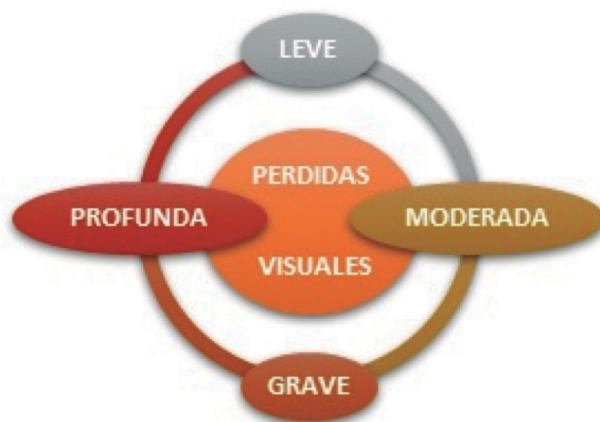 LEVE
PERDIDAS
PROFUNDA
MODERADA
VISUALES
GRAVE